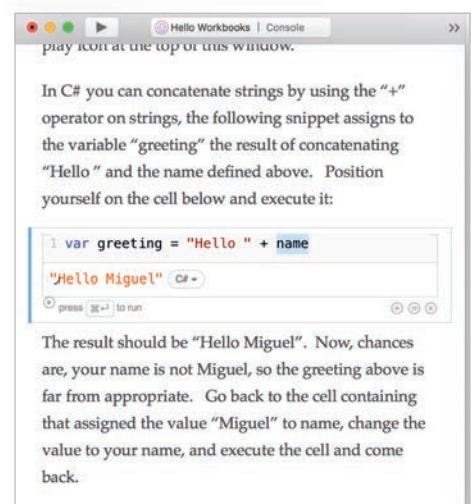 Hello Workbooks | Console
play icon at the top of this window.
In C# you can concatenate strings by using the "+"
operator on strings, the following snippet assigns to
the variable "greeting" the result of concatenating
"Hello " and the name defined above. Position
yourself on the cell below and execute it:
1 var greeting = "Hello " + name
"Hello Miguel" C#
press ⌘↩ to run
The result should be "Hello Miguel". Now, chances
are, your name is not Miguel, so the greeting above is
far from appropriate. Go back to the cell containing
that assigned the value "Miguel" to name, change the
value to your name, and execute the cell and come
back.